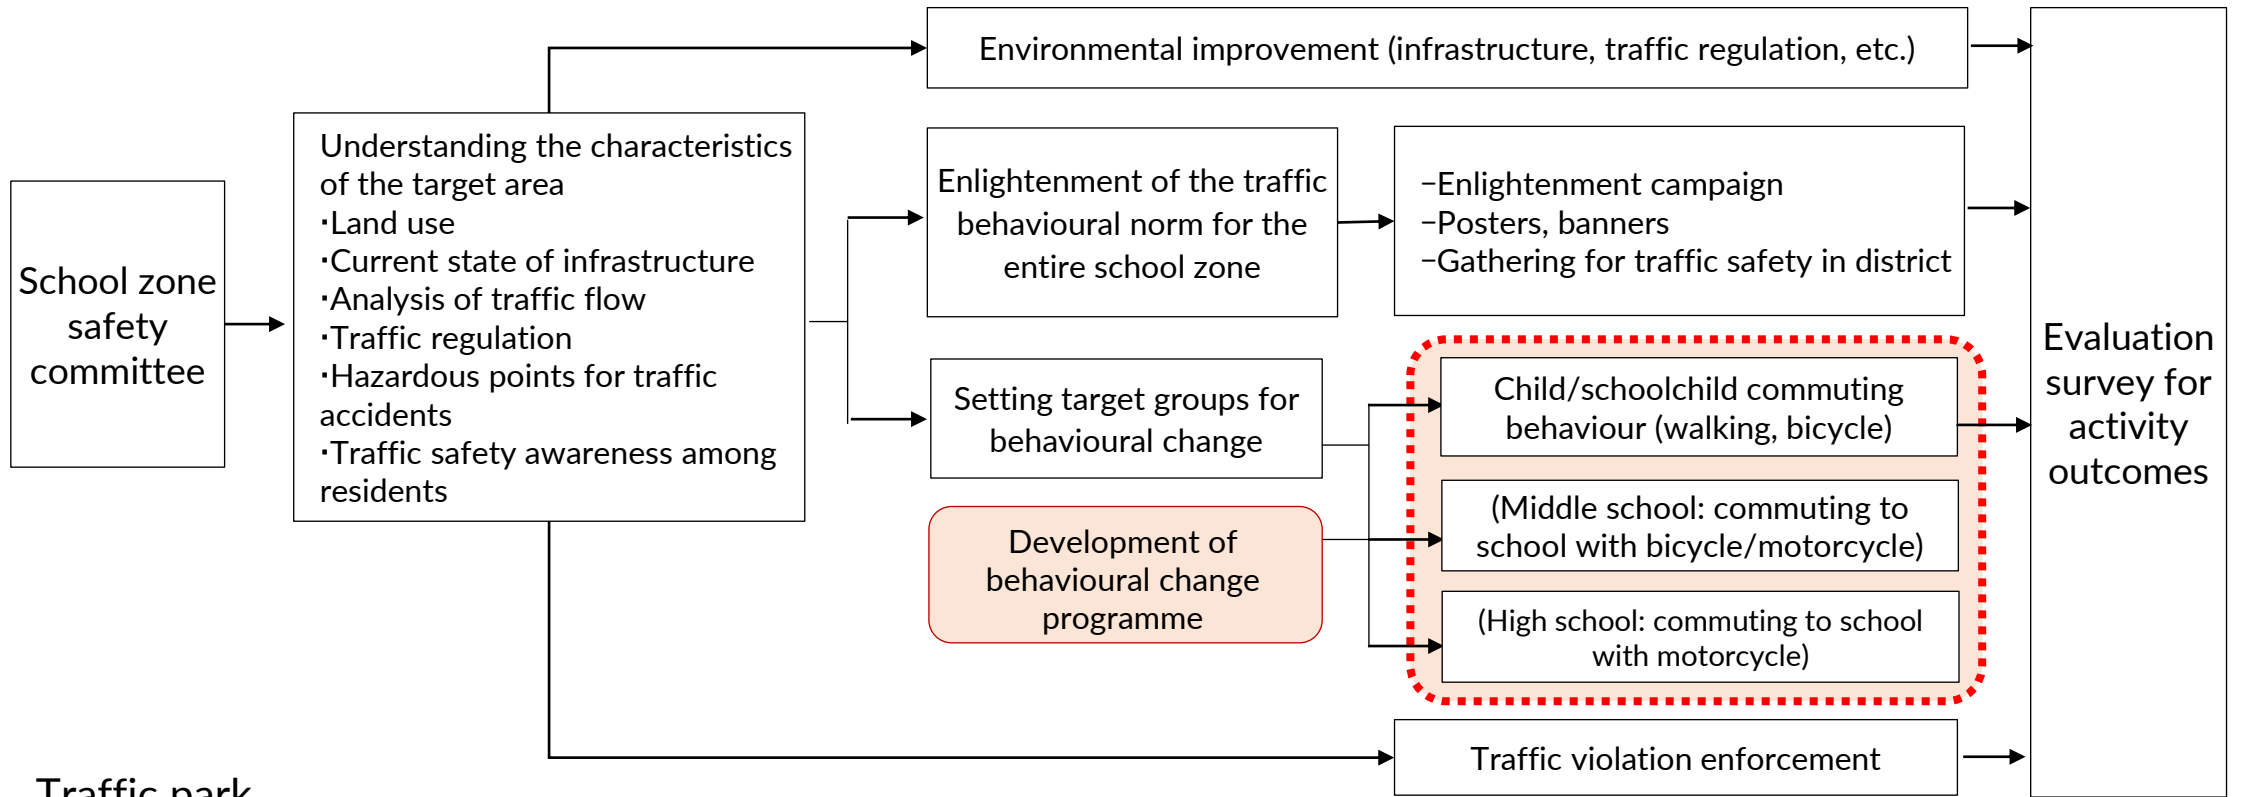 School zone
safety
committee
Understanding the characteristics
of the target area
･Land use
･Current state of infrastructure
･Analysis of traffic flow
･Traffic regulation
･Hazardous points for traffic
accidents
･Traffic safety awareness among
residents
Environmental improvement (infrastructure, traffic regulation, etc.)
Enlightenment of the traffic
behavioural norm for the
entire school zone
−Enlightenment campaign
−Posters, banners
−Gathering for traffic safety in district
Setting target groups for
behavioural change
Development of
behavioural change
programme
Child/schoolchild commuting
behaviour (walking, bicycle)
(Middle school: commuting to
school with bicycle/motorcycle)
(High school: commuting to school
with motorcycle)
Traffic violation enforcement
Evaluation
survey for
activity
outcomes
Traffic park